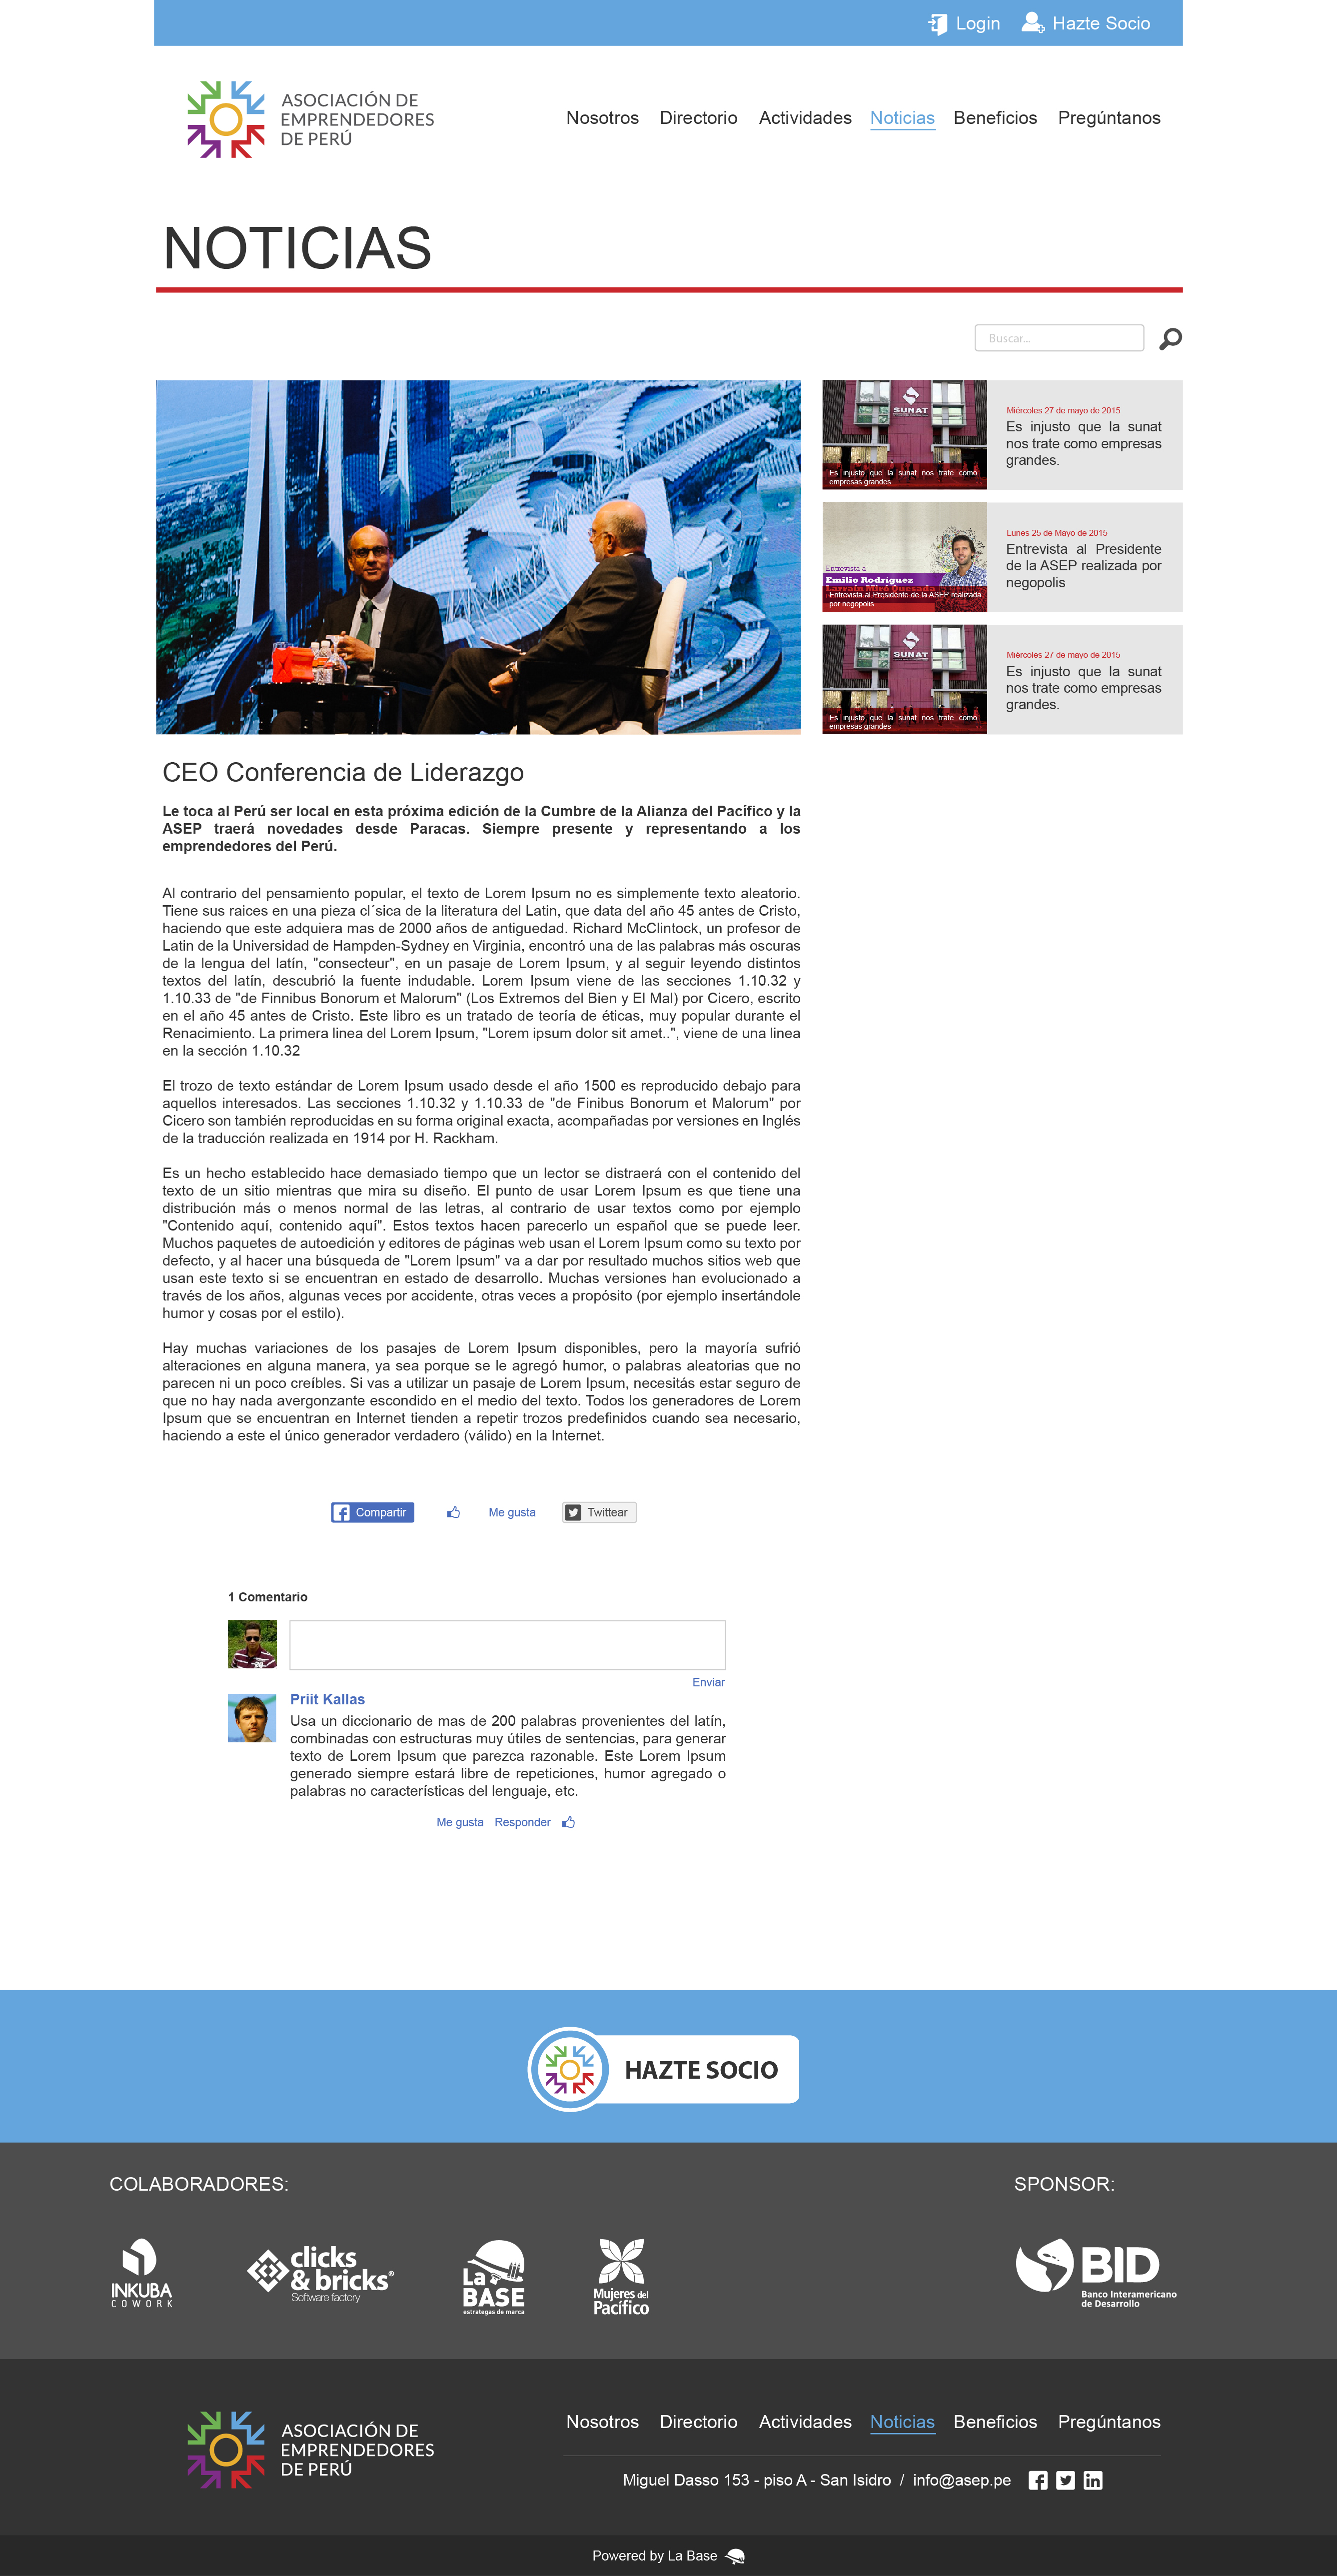 Login Hazte Socio
ASOCIACIÓN DE
EMPRENDEDORES
DE PERÚ
Nosotros Directorio Actividades Noticias Beneficios Pregúntanos
NOTICIAS
Buscar...
CEO Conferencia de Liderazgo
Le toca al Perú ser local en esta próxima edición de la Cumbre de la Alianza del Pacífico y la
ASEP traerá novedades desde Paracas. Siempre presente y representando a los
emprendedores del Perú.
Al contrario del pensamiento popular, el texto de Lorem Ipsum no es simplemente texto aleatorio.
Tiene sus raices en una pieza cl´sica de la literatura del Latin, que data del año 45 antes de Cristo,
haciendo que este adquiera mas de 2000 años de antiguedad. Richard McClintock, un profesor de
Latin de la Universidad de Hampden-Sydney en Virginia, encontró una de las palabras más oscuras
de la lengua del latín, "consecteur", en un pasaje de Lorem Ipsum, y al seguir leyendo distintos
textos del latín, descubrió la fuente indudable. Lorem Ipsum viene de las secciones 1.10.32 y
1.10.33 de "de Finnibus Bonorum et Malorum" (Los Extremos del Bien y El Mal) por Cicero, escrito
en el año 45 antes de Cristo. Este libro es un tratado de teoría de éticas, muy popular durante el
Renacimiento. La primera linea del Lorem Ipsum, "Lorem ipsum dolor sit amet..", viene de una linea
en la sección 1.10.32
El trozo de texto estándar de Lorem Ipsum usado desde el año 1500 es reproducido debajo para
aquellos interesados. Las secciones 1.10.32 y 1.10.33 de "de Finibus Bonorum et Malorum" por
Cicero son también reproducidas en su forma original exacta, acompañadas por versiones en Inglés
de la traducción realizada en 1914 por H. Rackham.
Es un hecho establecido hace demasiado tiempo que un lector se distraerá con el contenido del
texto de un sitio mientras que mira su diseño. El punto de usar Lorem Ipsum es que tiene una
distribución más o menos normal de las letras, al contrario de usar textos como por ejemplo
"Contenido aquí, contenido aquí". Estos textos hacen parecerlo un español que se puede leer.
Muchos paquetes de autoedición y editores de páginas web usan el Lorem Ipsum como su texto por
defecto, y al hacer una búsqueda de "Lorem Ipsum" va a dar por resultado muchos sitios web que
usan este texto si se encuentran en estado de desarrollo. Muchas versiones han evolucionado a
través de los años, algunas veces por accidente, otras veces a propósito (por ejemplo insertándole
humor y cosas por el estilo).
Hay muchas variaciones de los pasajes de Lorem Ipsum disponibles, pero la mayoría sufrió
alteraciones en alguna manera, ya sea porque se le agregó humor, o palabras aleatorias que no
parecen ni un poco creíbles. Si vas a utilizar un pasaje de Lorem Ipsum, necesitás estar seguro de
que no hay nada avergonzante escondido en el medio del texto. Todos los generadores de Lorem
Ipsum que se encuentran en Internet tienden a repetir trozos predefinidos cuando sea necesario,
haciendo a este el único generador verdadero (válido) en la Internet.
Compartir Me gusta Twittear
SUNAT
Es injusto que la sunat nos trate como
empresas grandes
Miércoles 27 de mayo de 2015
Es injusto que la sunat
nos trate como empresas
grandes.
Entrevista a
Emilio Rodríguez
Larraín Miró Quesada
Entrevista al Presidente de la ASEP realizada
por negopolis
Lunes 25 de Mayo de 2015
Entrevista al Presidente
de la ASEP realizada por
negopolis
SUNAT
Es injusto que la sunat nos trate como
empresas grandes
Miércoles 27 de mayo de 2015
Es injusto que la sunat
nos trate como empresas
grandes.
1 Comentario
Enviar
Priit Kallas
Usa un diccionario de mas de 200 palabras provenientes del latín,
combinadas con estructuras muy útiles de sentencias, para generar
texto de Lorem Ipsum que parezca razonable. Este Lorem Ipsum
generado siempre estará libre de repeticiones, humor agregado o
palabras no características del lenguaje, etc.
Me gusta Responder
HAZTE SOCIO
COLABORADORES:
INKUBA
COWORK
clicks
& bricks®
Software factory
La
BASE
estrategas de marca
Mujeres del
Pacífico
SPONSOR:
BID
Banco Interamericano
de Desarrollo
ASOCIACIÓN DE
EMPRENDEDORES
DE PERÚ
Nosotros Directorio Actividades Noticias Beneficios Pregúntanos
Miguel Dasso 153 - piso A - San Isidro / info@asep.pe
Powered by La Base